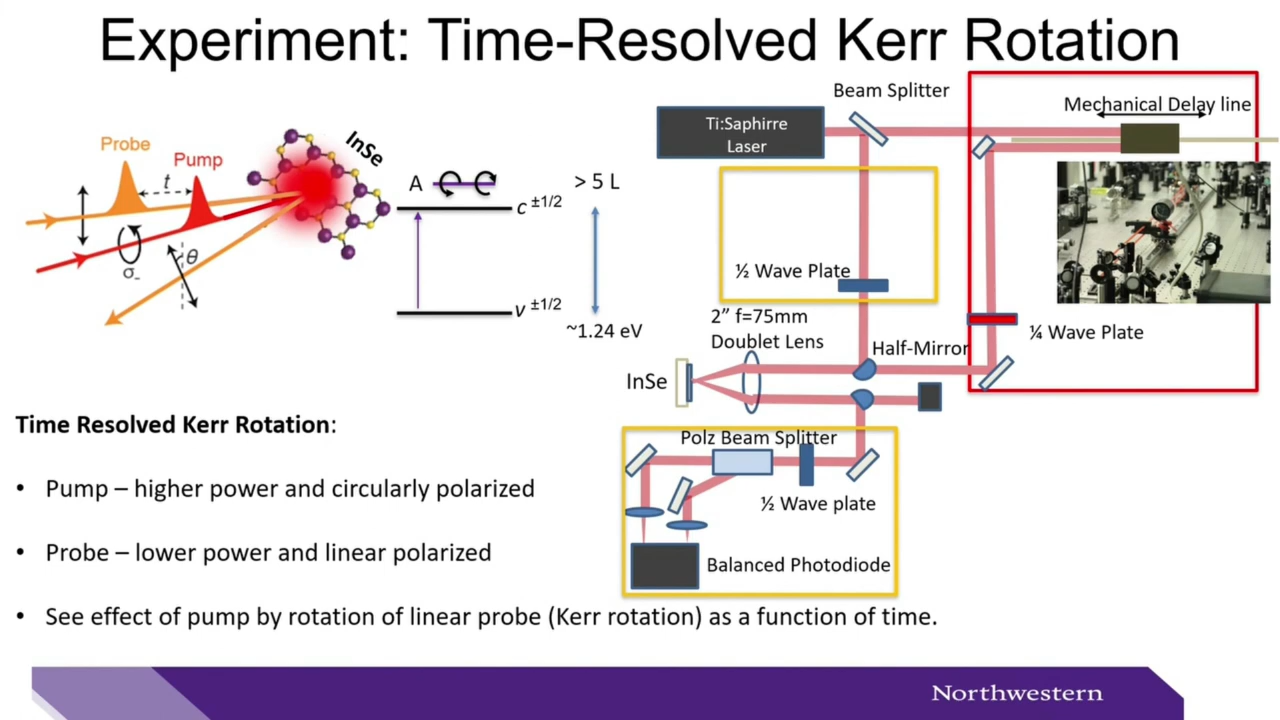 Experiment: Time-Resolved Kerr Rotation
Probe
Pump
t
σ-
θ
InSe
A
> 5 L
c ±1/2
v ±1/2
~1.24 eV
Beam Splitter
Ti:Saphirre
Laser
Mechanical Delay line
½ Wave Plate
¼ Wave Plate
2” f=75mm
Doublet Lens
Half-Mirror
InSe
Polz Beam Splitter
½ Wave plate
Balanced Photodiode
Time Resolved Kerr Rotation:
• Pump – higher power and circularly polarized
• Probe – lower power and linear polarized
• See effect of pump by rotation of linear probe (Kerr rotation) as a function of time.
Northwestern